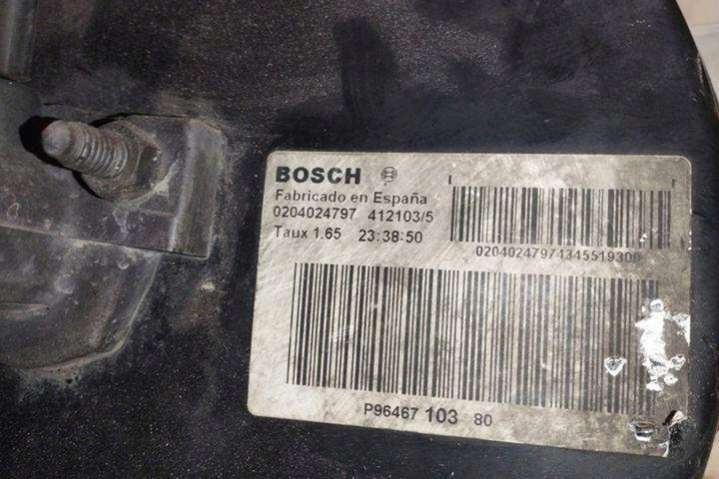 BOSCH
Fabricado en España
0204024797 412103/5
Taux 1.65 23:38:50
02040247971345519300
P96467 103 80